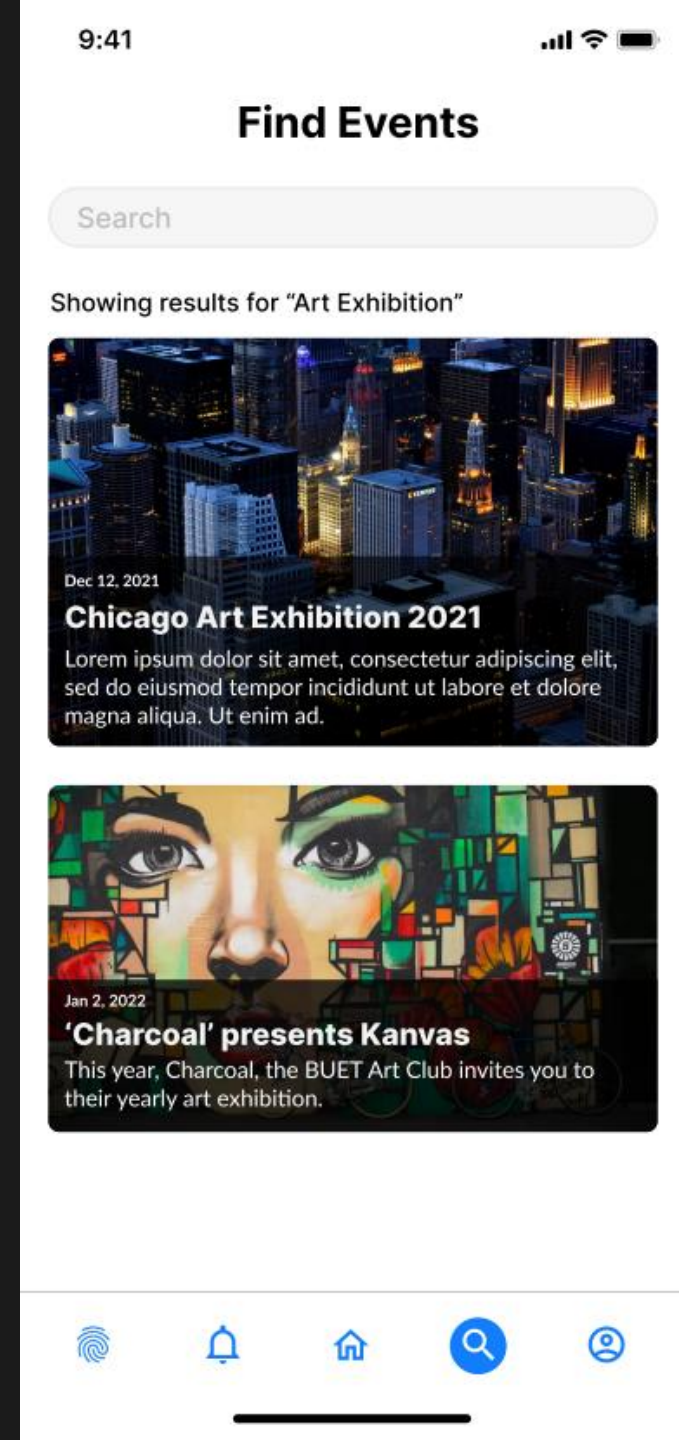 9:41
Find Events
Search
Showing results for “Art Exhibition”
Dec 12, 2021
Chicago Art Exhibition 2021
Lorem ipsum dolor sit amet, consectetur adipiscing elit,
sed do eiusmod tempor incididunt ut labore et dolore
magna aliqua. Ut enim ad.
Jan 2, 2022
‘Charcoal’ presents Kanvas
This year, Charcoal, the BUET Art Club invites you to
their yearly art exhibition.